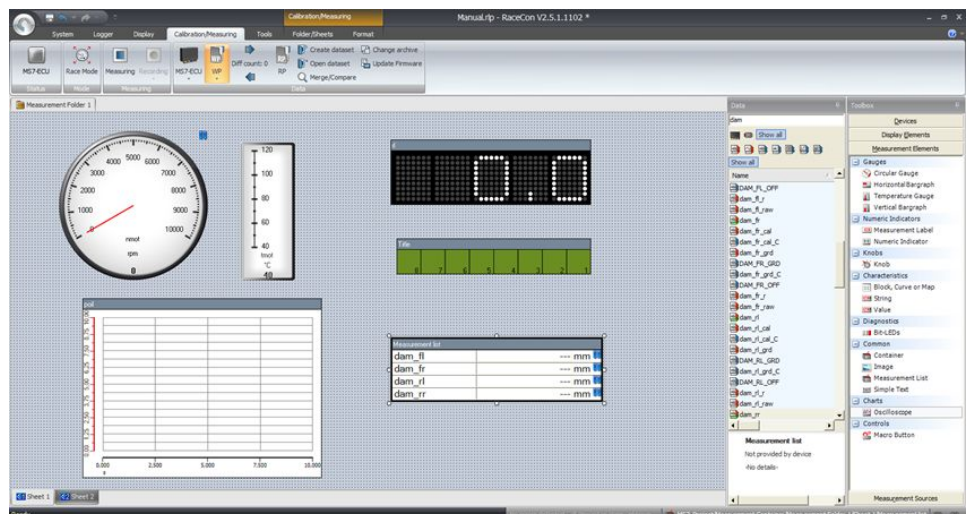 Calibration/Measuring
Manual.rlp - RaceCon V2.5.1.1102 *
System Logger Display Calibration/Measuring Tools Folder/Sheets Format
MS7-ECU
Race Mode
Measuring
Recording
MS7-ECU
WP
Diff count: 0
RP
Create dataset
Open dataset
Merge/Compare
Change archive
Update Firmware
Status Mode Measuring Data
Measurement Folder 1
0 1000 2000 3000 4000 5000 6000 7000 8000 9000 10000
nmot
rpm
0
120
100
80
60
40
tmot
°C
40
0.0
Title
8 7 6 5 4 3 2 1
Measurement list
dam_fl --- mm
dam_fr --- mm
dam_rl --- mm
dam_rr --- mm
0.000 2.500 5.000 7.500 10.000
Sheet 1 Sheet 2
Data
dam
Show all
Show all
Name
DAM_FL_OFF
dam_fl_r
dam_fl_raw
dam_fr
dam_fr_cal
dam_fr_cal_C
dam_fr_grd
DAM_FR_GRD
dam_fr_grd_C
DAM_FR_OFF
dam_fr_r
dam_fr_raw
dam_rl
dam_rl_cal
dam_rl_cal_C
dam_rl_grd
DAM_RL_GRD
dam_rl_grd_C
DAM_RL_OFF
dam_rl_r
dam_rl_raw
dam_rr
Measurement list
Not provided by device
-No details-
Toolbox
Devices
Display Elements
Measurement Elements
Gauges
Circular Gauge
Horizontal Bargraph
Temperature Gauge
Vertical Bargraph
Numeric Indicators
Measurement Label
Numeric Indicator
Knobs
Knob
Characteristics
Block, Curve or Map
String
Value
Diagnostics
Bit-LEDs
Common
Container
Image
Measurement List
Simple Text
Charts
Oscilloscope
Controls
Macro Button
Measurement Sources